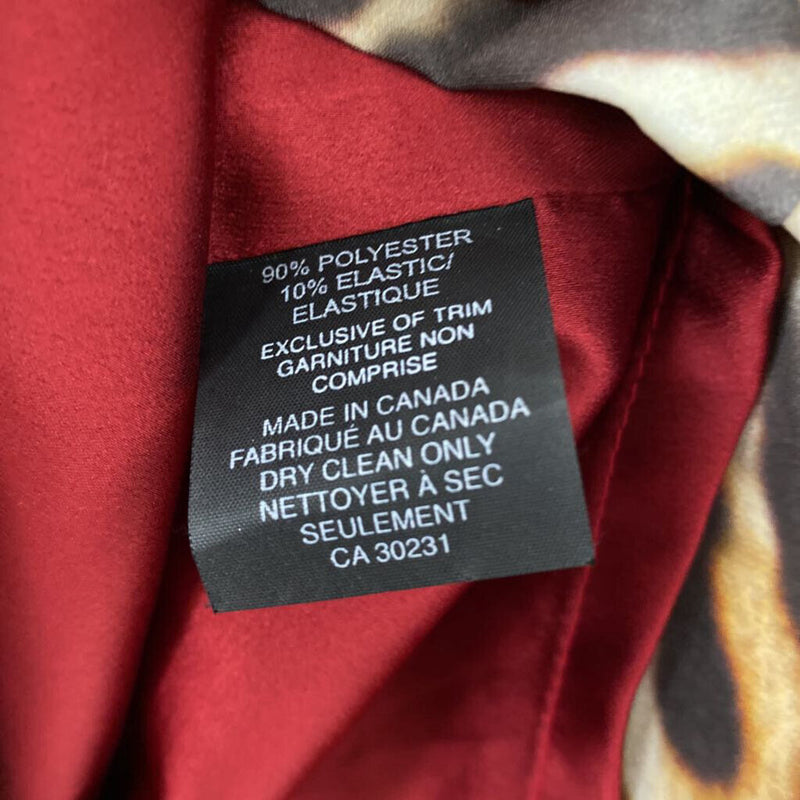 90% POLYESTER
10% ELASTIC/
ELASTIQUE
EXCLUSIVE OF TRIM
GARNITURE NON
COMPRISE
MADE IN CANADA
FABRIQUÉ AU CANADA
DRY CLEAN ONLY
NETTOYER À SEC
SEULEMENT
CA 30231